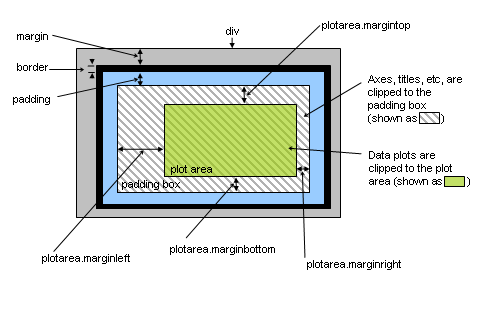 plotarea.margintop
div
margin
border
padding
Axes, titles, etc, are
clipped to the
padding box
(shown as )
Data plots are
clipped to the plot
area (shown as )
plot area
padding box
plotarea.marginbottom
plotarea.marginleft
plotarea.marginright